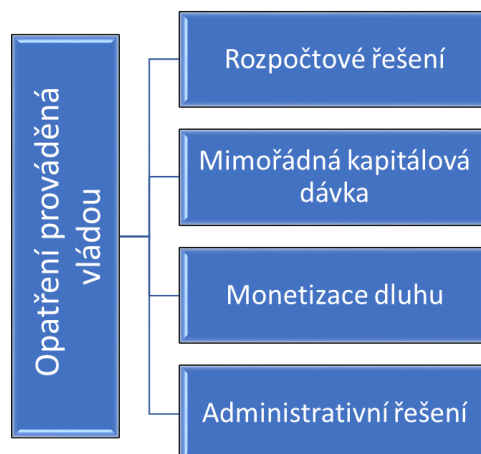 Opatření prováděná
vládou
Rozpočtové řešení
Mimořádná kapitálová
dávka
Monetizace dluhu
Administrativní řešení